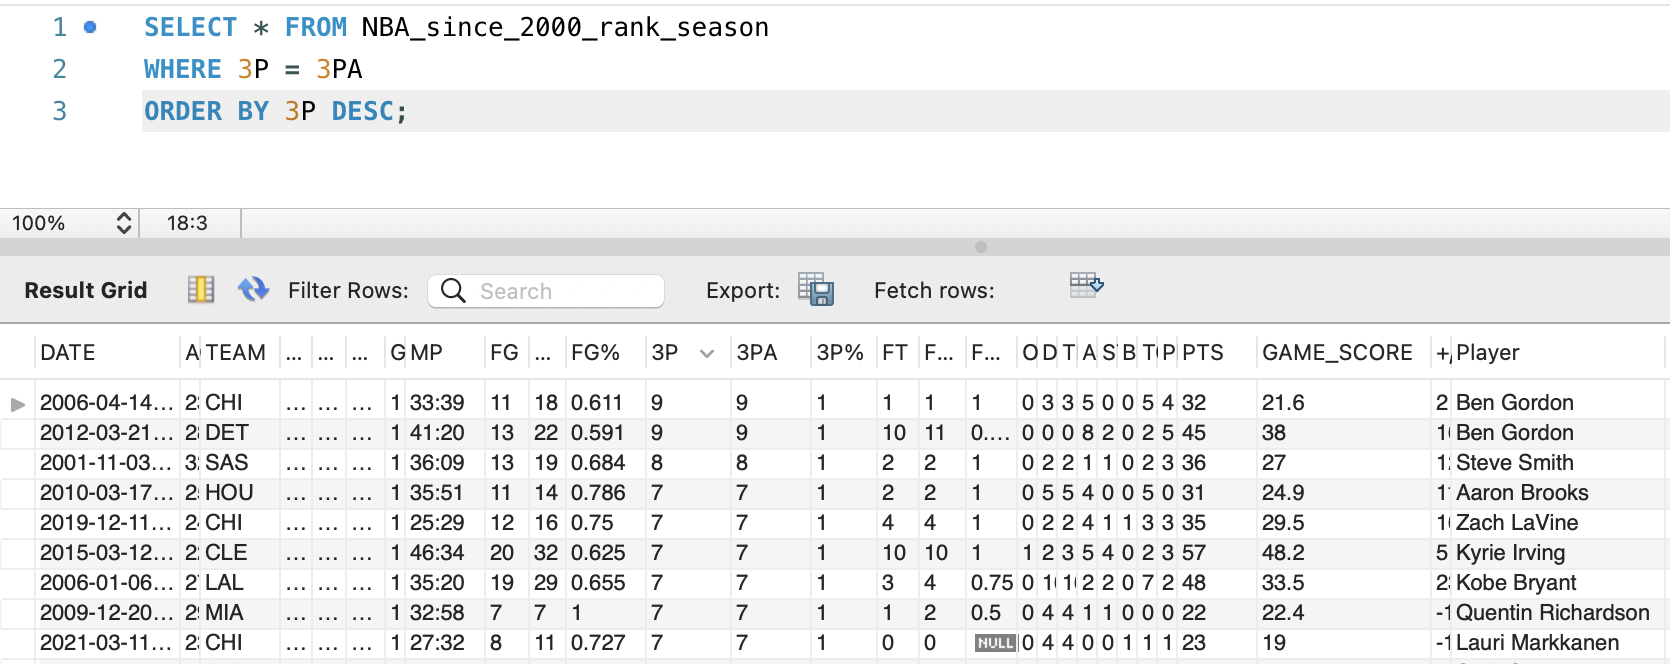 1 SELECT * FROM NBA_since_2000_rank_season
2 WHERE 3P = 3PA
3 ORDER BY 3P DESC;
100% 18:3
Result Grid Filter Rows: Search Export: Fetch rows:
DATE A TEAM ... ... ... G MP FG ... FG% 3P 3PA 3P% FT F... F... O D T A S B T P PTS GAME_SCORE +/ Player
2006-04-14... 2 CHI ... ... ... 1 33:39 11 18 0.611 9 9 1 1 1 1 0 3 3 5 0 0 5 4 32 21.6 2 Ben Gordon
2012-03-21... 2 DET ... ... ... 1 41:20 13 22 0.591 9 9 1 10 11 0.... 0 0 0 8 2 0 2 5 45 38 1 Ben Gordon
2001-11-03... 3 SAS ... ... ... 1 36:09 13 19 0.684 8 8 1 2 2 1 0 2 2 1 1 0 2 3 36 27 1 Steve Smith
2010-03-17... 2 HOU ... ... ... 1 35:51 11 14 0.786 7 7 1 2 2 1 0 5 5 4 0 0 5 0 31 24.9 1 Aaron Brooks
2019-12-11... 2 CHI ... ... ... 1 25:29 12 16 0.75 7 7 1 4 4 1 0 2 2 4 1 1 3 3 35 29.5 1 Zach LaVine
2015-03-12... 2 CLE ... ... ... 1 46:34 20 32 0.625 7 7 1 10 10 1 1 2 3 5 4 0 2 3 57 48.2 5 Kyrie Irving
2006-01-06... 2 LAL ... ... ... 1 35:20 19 29 0.655 7 7 1 3 4 0.75 0 1 1 2 2 0 7 2 48 33.5 2 Kobe Bryant
2009-12-20... 2 MIA ... ... ... 1 32:58 7 7 1 7 7 1 1 2 0.5 0 4 4 1 1 0 0 0 22 22.4 -1 Quentin Richardson
2021-03-11... 2 CHI ... ... ... 1 27:32 8 11 0.727 7 7 1 0 0 NULL 0 4 4 0 0 1 1 1 23 19 -1 Lauri Markkanen